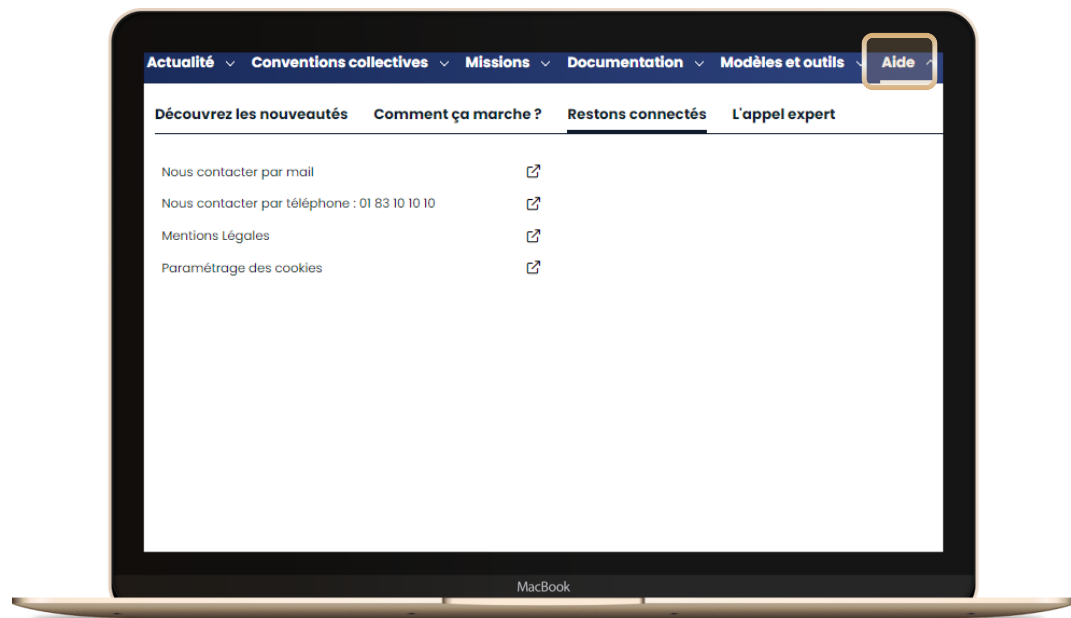 Actualité Conventions collectives Missions Documentation Modèles et outils Aide
Découvrez les nouveautés Comment ça marche ? Restons connectés L'appel expert
Nous contacter par mail
Nous contacter par téléphone : 01 83 10 10 10
Mentions Légales
Paramétrage des cookies
MacBook